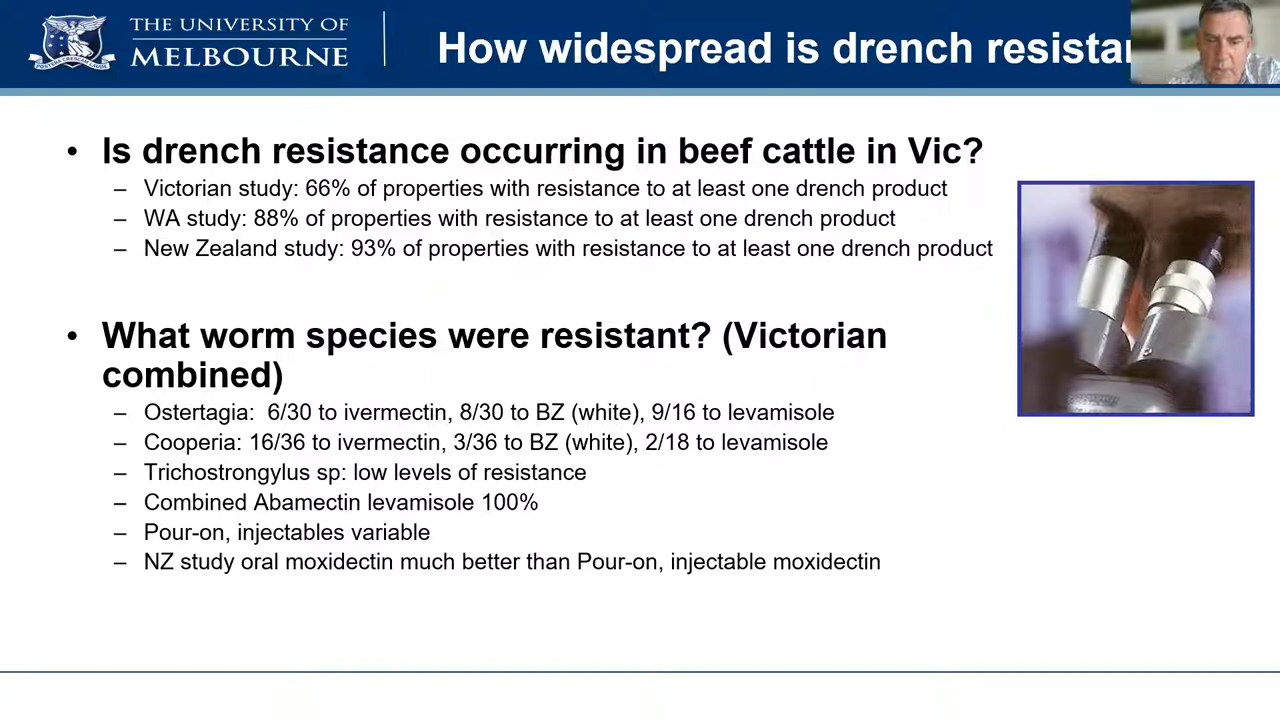 THE UNIVERSITY OF
MELBOURNE
How widespread is drench
• Is drench resistance occurring in beef cattle in Vic?
– Victorian study: 66% of properties with resistance to at least one drench product
– WA study: 88% of properties with resistance to at least one drench product
– New Zealand study: 93% of properties with resistance to at least one drench product
• What worm species were resistant? (Victorian
combined)
– Ostertagia:  6/30 to ivermectin, 8/30 to BZ (white), 9/16 to levamisole
– Cooperia: 16/36 to ivermectin, 3/36 to BZ (white), 2/18 to levamisole
– Trichostrongylus sp: low levels of resistance
– Combined Abamectin levamisole 100%
– Pour-on, injectables variable
– NZ study oral moxidectin much better than Pour-on, injectable moxidectin